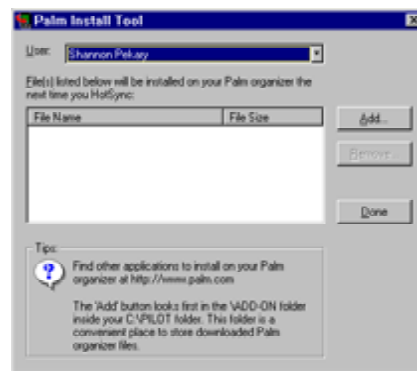 Palm Install Tool
User: Shannon Pekary
File(s) listed below will be installed on your Palm organizer the
next time you HotSync:
File Name File Size
Add...
Remove...
Done
Tips:
Find other applications to install on your Palm
organizer at http://www.palm.com
The 'Add' button looks first in the \ADD-ON folder
inside your C:\PILOT folder. This folder is a
convenient place to store downloaded Palm
organizer files.